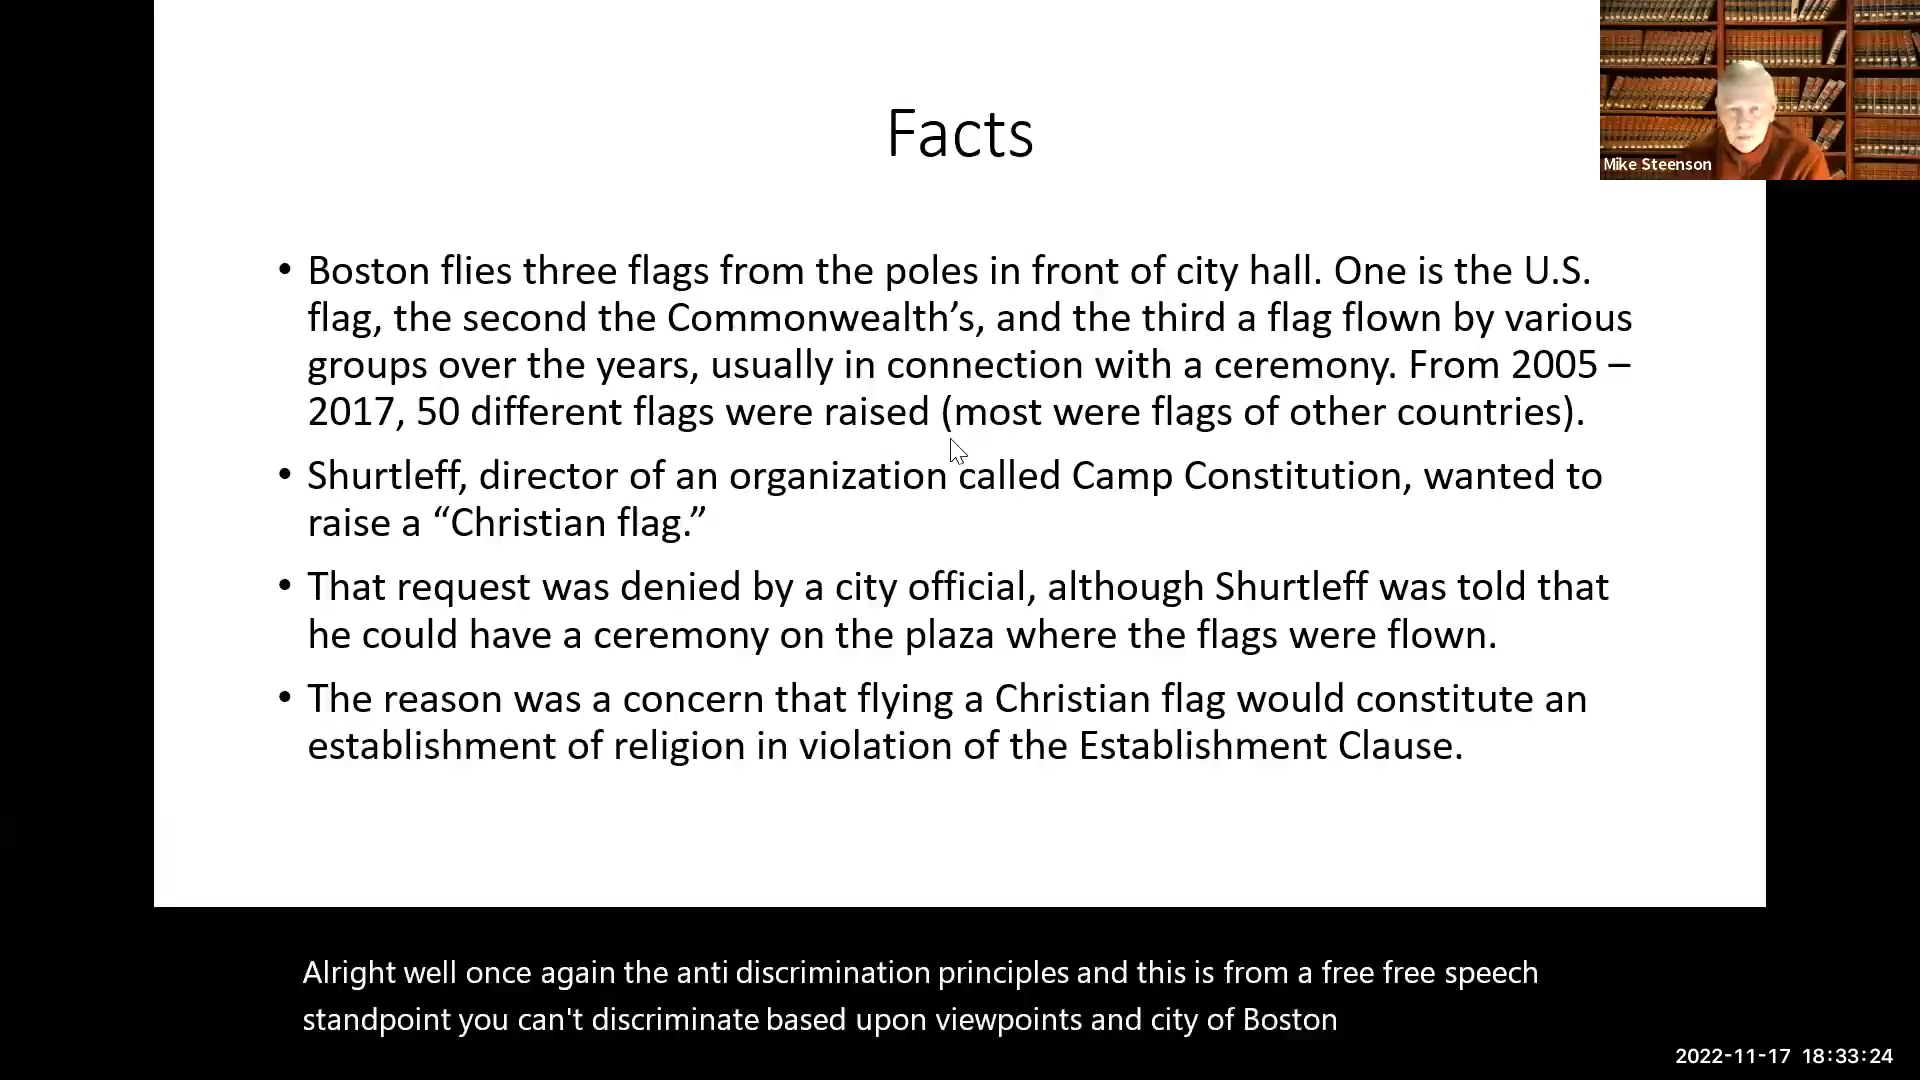 Facts
Mike Steenson
• Boston flies three flags from the poles in front of city hall. One is the U.S.
flag, the second the Commonwealth’s, and the third a flag flown by various
groups over the years, usually in connection with a ceremony. From 2005 –
2017, 50 different flags were raised (most were flags of other countries).
• Shurtleff, director of an organization called Camp Constitution, wanted to
raise a “Christian flag.”
• That request was denied by a city official, although Shurtleff was told that
he could have a ceremony on the plaza where the flags were flown.
• The reason was a concern that flying a Christian flag would constitute an
establishment of religion in violation of the Establishment Clause.
Alright well once again the anti discrimination principles and this is from a free free speech
standpoint you can't discriminate based upon viewpoints and city of Boston
2022-11-17 18:33:24